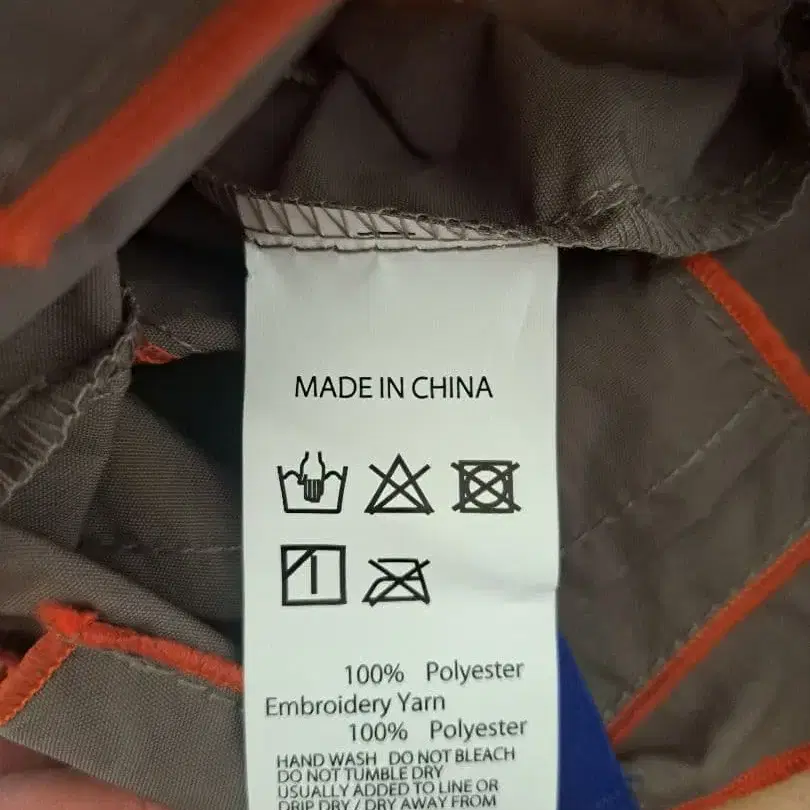 MADE IN CHINA
100% Polyester
Embroidery Yarn
100% Polyester
HAND WASH DO NOT BLEACH
DO NOT TUMBLE DRY
USUALLY ADDED TO LINE OR
DRIP DRY / DRY AWAY FROM